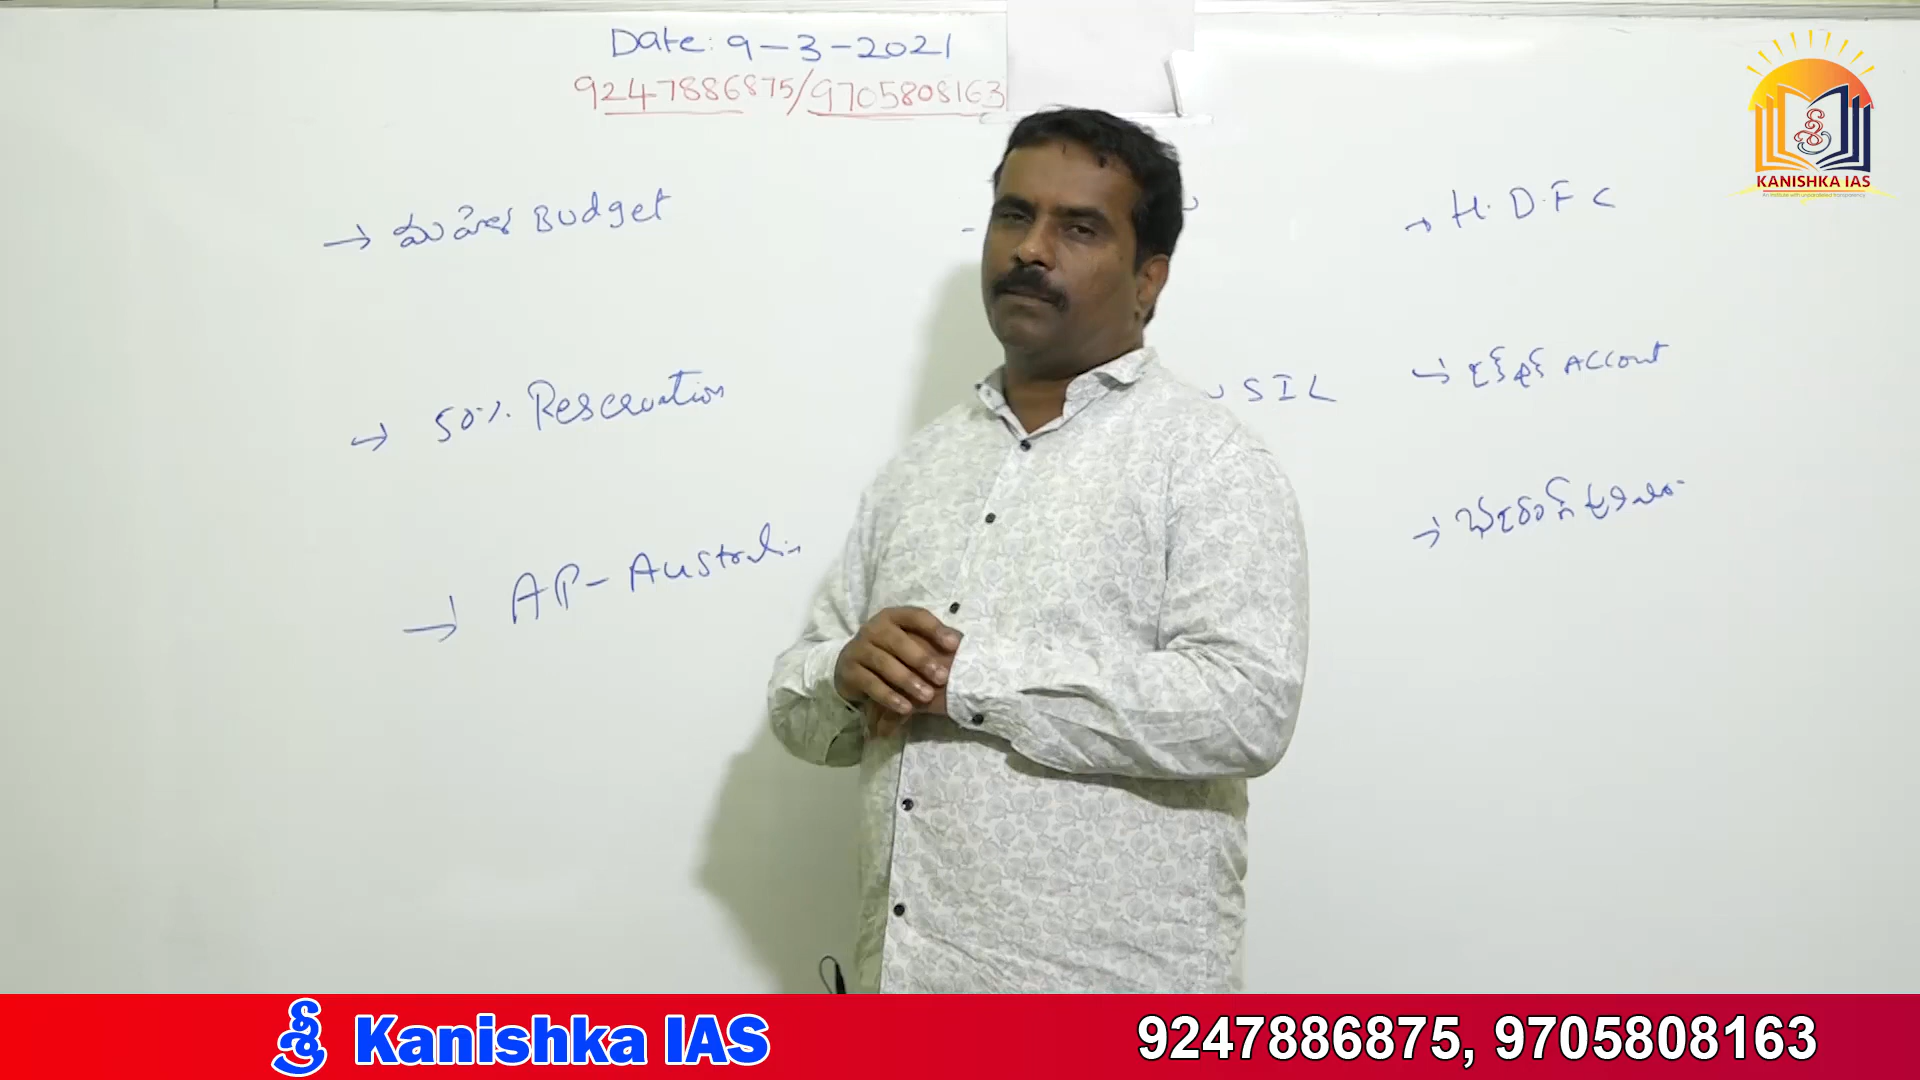 Date: 9-3-2021
9247886875/9705808163
KANISHKA IAS
→ మహిళ Budget
→ H.D.F C
→ 50% Reservation
SIL
→ Accout
→ AP-Australia
→
శ్రీ Kanishka IAS
9247886875, 9705808163